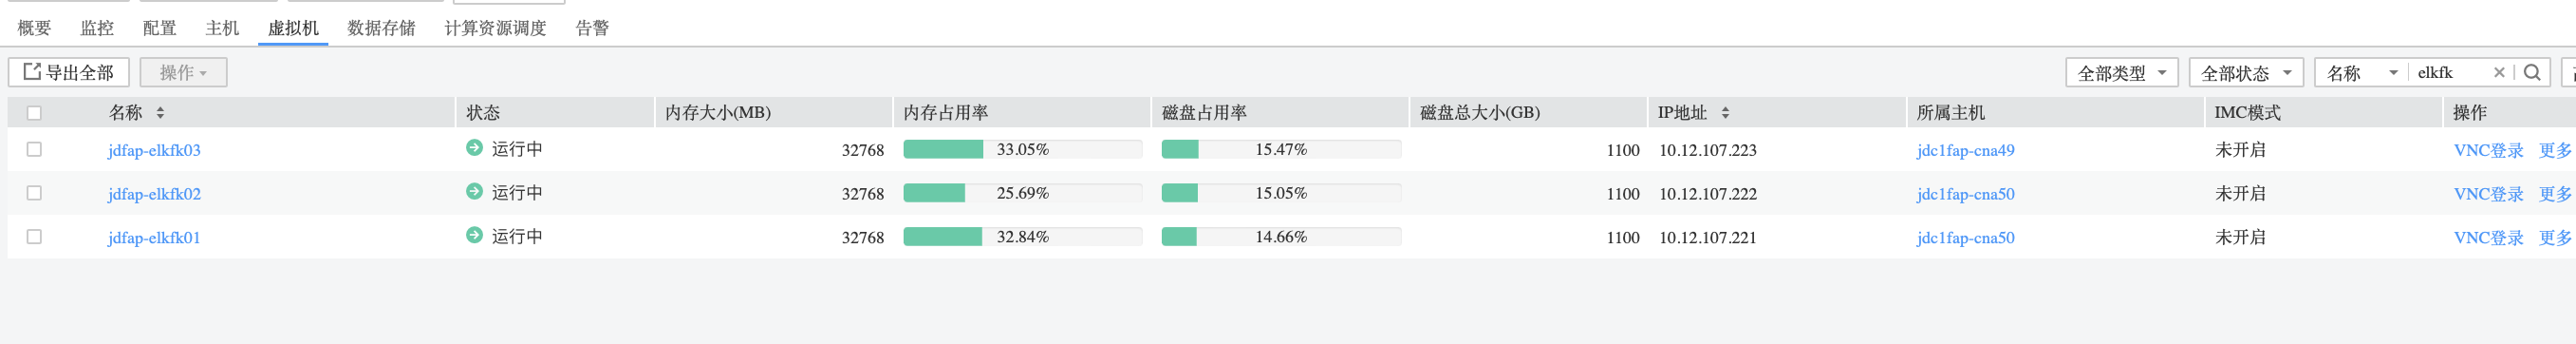 概要 监控 配置 主机 虚拟机 数据存储 计算资源调度 告警
导出全部 操作 全部类型 全部状态 名称 elkfk
名称 状态 内存大小(MB) 内存占用率 磁盘占用率 磁盘总大小(GB) IP地址 所属主机 IMC模式 操作
jdfap-elkfk03 运行中 32768 33.05% 15.47% 1100 10.12.107.223 jdc1fap-cna49 未开启 VNC登录 更多
jdfap-elkfk02 运行中 32768 25.69% 15.05% 1100 10.12.107.222 jdc1fap-cna50 未开启 VNC登录 更多
jdfap-elkfk01 运行中 32768 32.84% 14.66% 1100 10.12.107.221 jdc1fap-cna50 未开启 VNC登录 更多